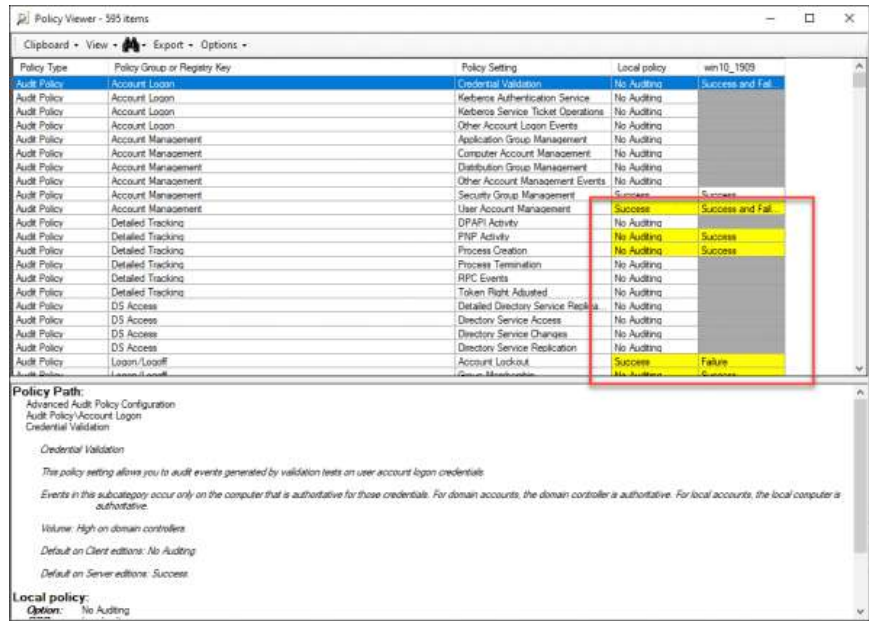 Policy Viewer - 595 items
Clipboard View Export Options
Policy Type Policy Group or Registry Key Policy Setting Local policy win10_1909
Audit Policy Account Logon Credential Validation No Auditing Success and Fail...
Audit Policy Account Logon Kerberos Authentication Service No Auditing
Audit Policy Account Logon Kerberos Service Ticket Operations No Auditing
Audit Policy Account Logon Other Account Logon Events No Auditing
Audit Policy Account Management Application Group Management No Auditing
Audit Policy Account Management Computer Account Management No Auditing
Audit Policy Account Management Distribution Group Management No Auditing
Audit Policy Account Management Other Account Management Events No Auditing
Audit Policy Account Management Security Group Management Success Success
Audit Policy Account Management User Account Management Success Success and Fail...
Audit Policy Detailed Tracking DPAPI Activity No Auditing
Audit Policy Detailed Tracking PNP Activity No Auditing Success
Audit Policy Detailed Tracking Process Creation No Auditing Success
Audit Policy Detailed Tracking Process Termination No Auditing
Audit Policy Detailed Tracking RPC Events No Auditing
Audit Policy Detailed Tracking Token Right Adjusted No Auditing
Audit Policy DS Access Detailed Directory Service Replica... No Auditing
Audit Policy DS Access Directory Service Access No Auditing
Audit Policy DS Access Directory Service Changes No Auditing
Audit Policy DS Access Directory Service Replication No Auditing
Audit Policy Logon/Logoff Account Lockout Success Failure
Audit Policy Logon/Logoff Group Membership No Auditing Success
Policy Path:
Advanced Audit Policy Configuration
Audit Policy\Account Logon
Credential Validation
Credential Validation
This policy setting allows you to audit events generated by validation tests on user account logon credentials.
Events in this subcategory occur only on the computer that is authoritative for those credentials. For domain accounts, the domain controller is authoritative. For local accounts, the local computer is
authoritative.
Volume: High on domain controllers.
Default on Client editions: No Auditing
Default on Server editions: Success.
Local policy:
Option: No Auditing